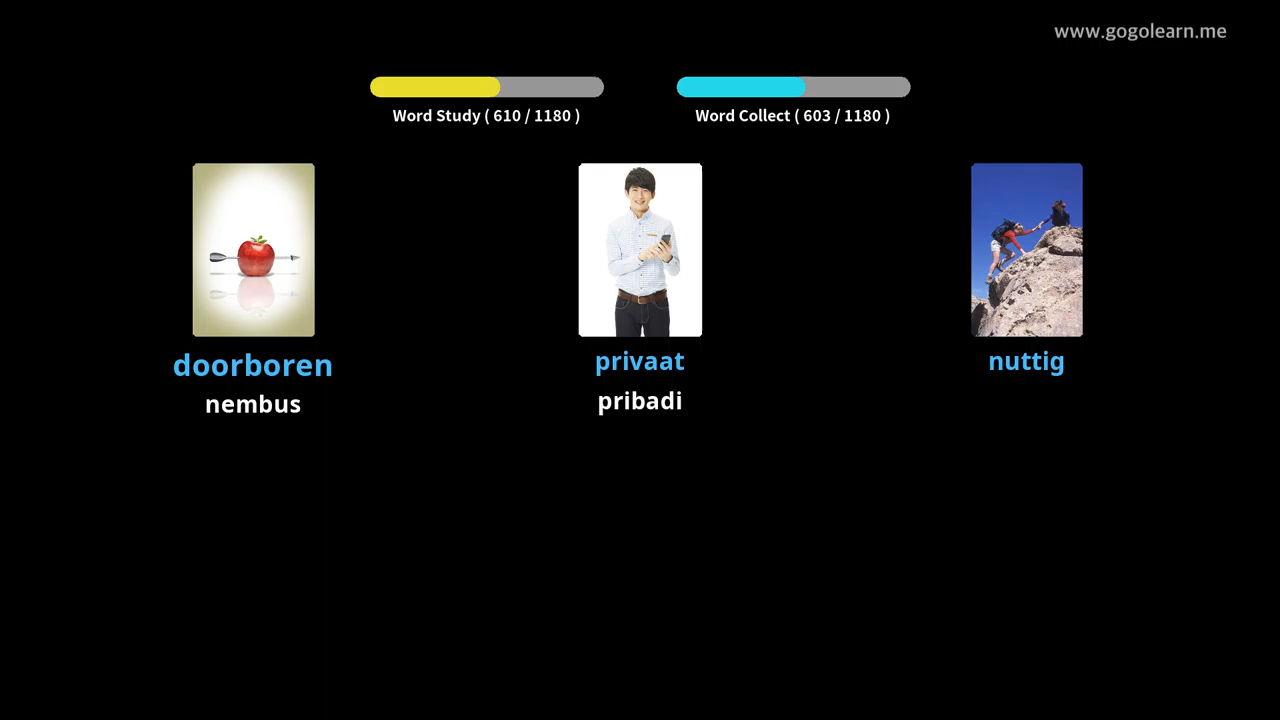 www.gogolearn.me
Word Study ( 610 / 1180 )
Word Collect ( 603 / 1180 )
doorboren
nembus
privaat
pribadi
nuttig